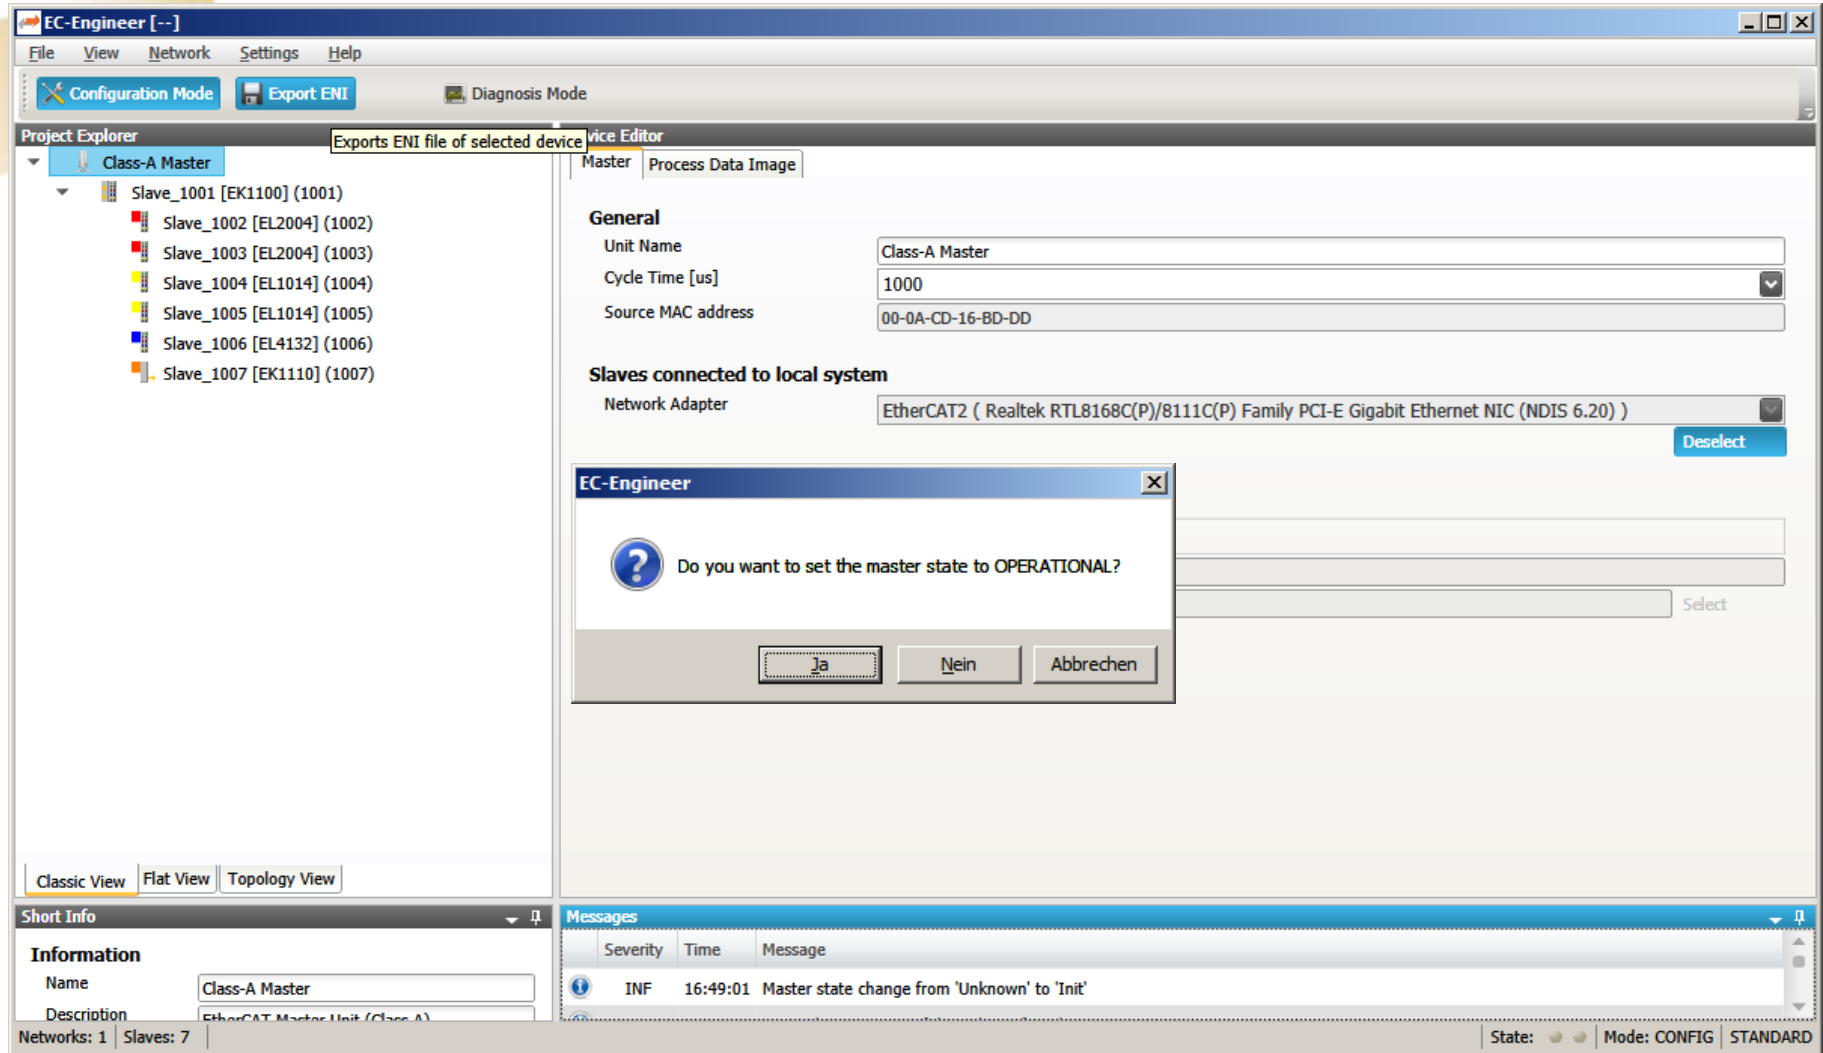 EC-Engineer [--]
File View Network Settings Help
Configuration Mode Export ENI Diagnosis Mode
Project Explorer
Exports ENI file of selected device
vice Editor
Class-A Master
Slave_1001 [EK1100] (1001)
Slave_1002 [EL2004] (1002)
Slave_1003 [EL2004] (1003)
Slave_1004 [EL1014] (1004)
Slave_1005 [EL1014] (1005)
Slave_1006 [EL4132] (1006)
Slave_1007 [EK1110] (1007)
Classic View Flat View Topology View
Master Process Data Image
General
Unit Name Class-A Master
Cycle Time [us] 1000
Source MAC address 00-0A-CD-16-BD-DD
Slaves connected to local system
Network Adapter EtherCAT2 ( Realtek RTL8168C(P)/8111C(P) Family PCI-E Gigabit Ethernet NIC (NDIS 6.20) )
Deselect
Select
EC-Engineer
Do you want to set the master state to OPERATIONAL?
Ja Nein Abbrechen
Short Info
Information
Name Class-A Master
Description EtherCAT Master Unit (Class A)
Messages
Severity Time Message
INF 16:49:01 Master state change from 'Unknown' to 'Init'
Networks: 1 Slaves: 7
State: Mode: CONFIG STANDARD